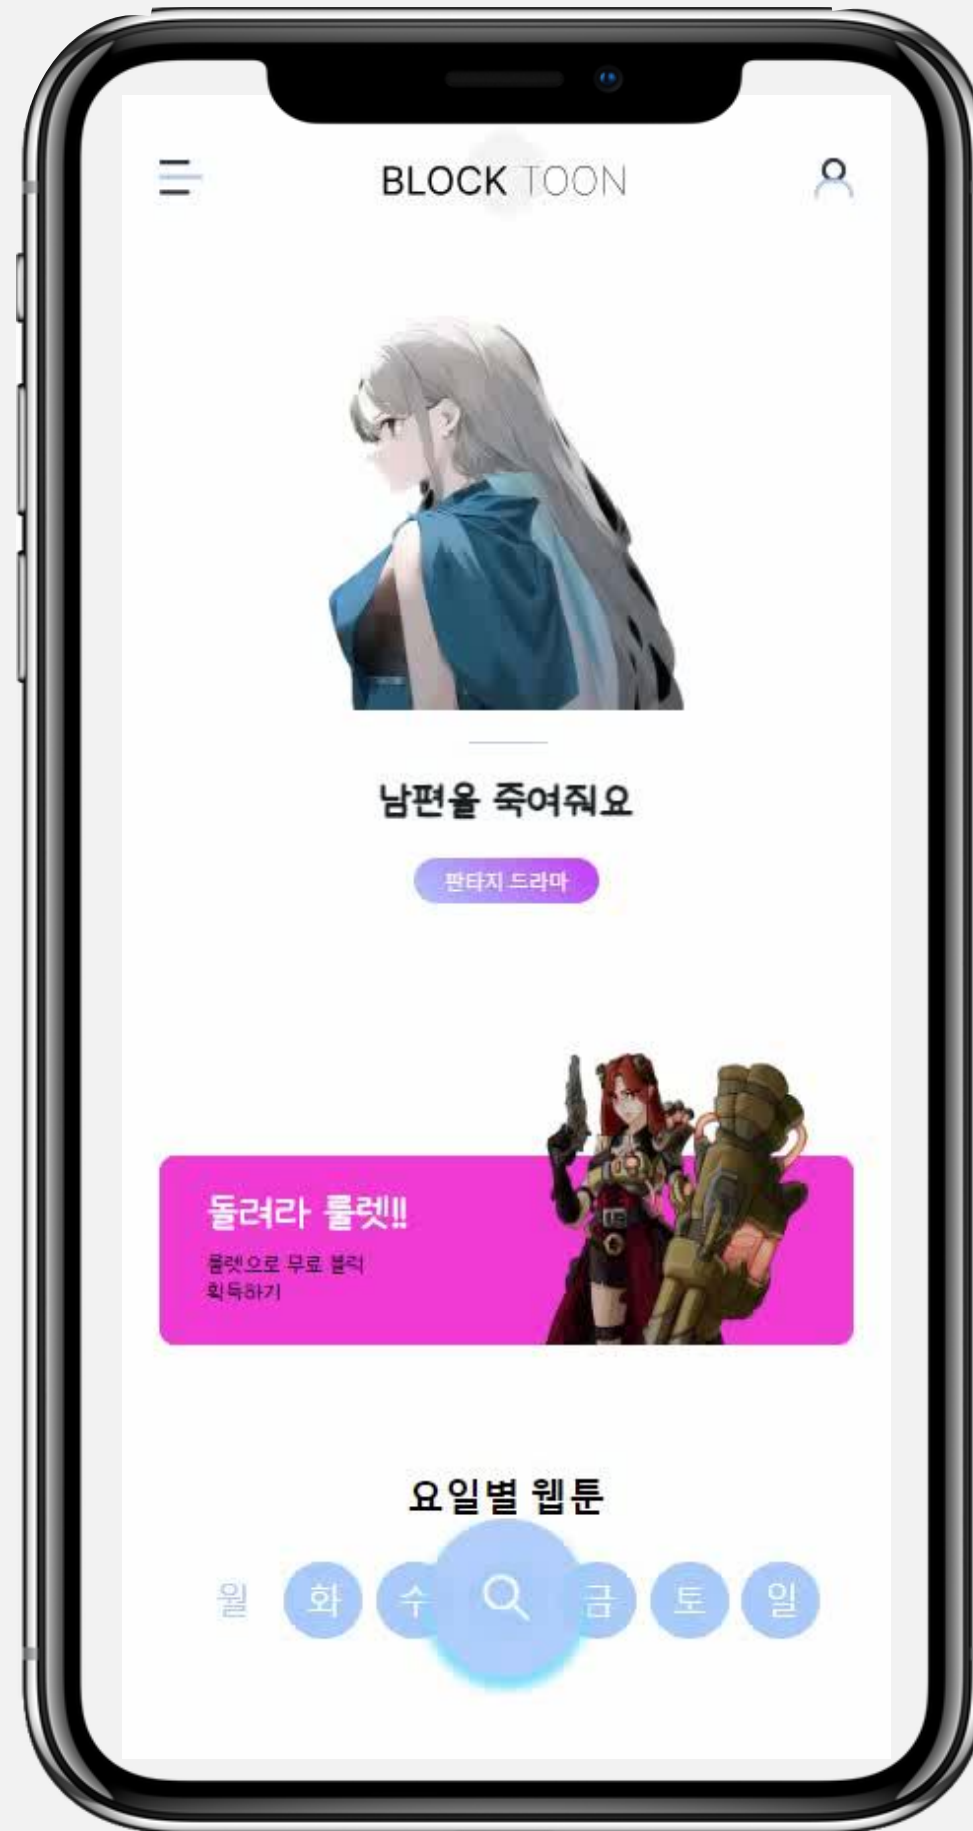 BLOCK TOON
남편을 죽여줘요
판타지 드라마
돌려라 룰렛!!
룰렛으로 무료 블럭
획득하기
요일별 웹툰
월 화 수 금 토 일